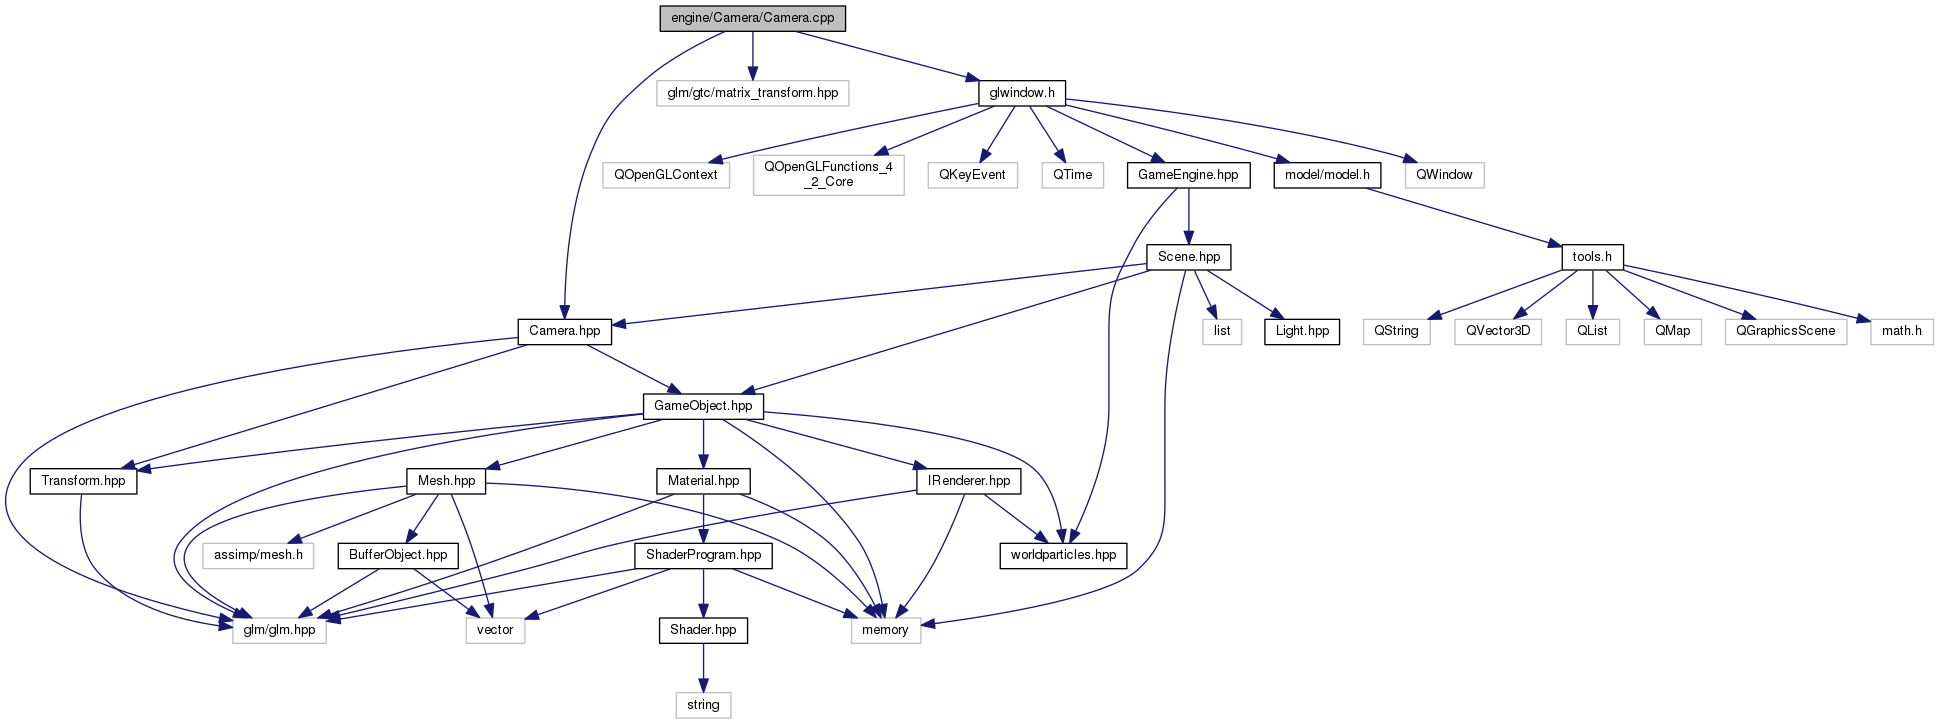 engine/Camera/Camera.cpp
glm/gtc/matrix_transform.hpp
glwindow.h
QOpenGLContext
QOpenGLFunctions_4
_2_Core
QKeyEvent
QTime
GameEngine.hpp
model/model.h
QWindow
Scene.hpp
tools.h
Camera.hpp
list
Light.hpp
QString
QVector3D
QList
QMap
QGraphicsScene
math.h
GameObject.hpp
Transform.hpp
Mesh.hpp
Material.hpp
IRenderer.hpp
assimp/mesh.h
BufferObject.hpp
ShaderProgram.hpp
worldparticles.hpp
glm/glm.hpp
vector
Shader.hpp
memory
string